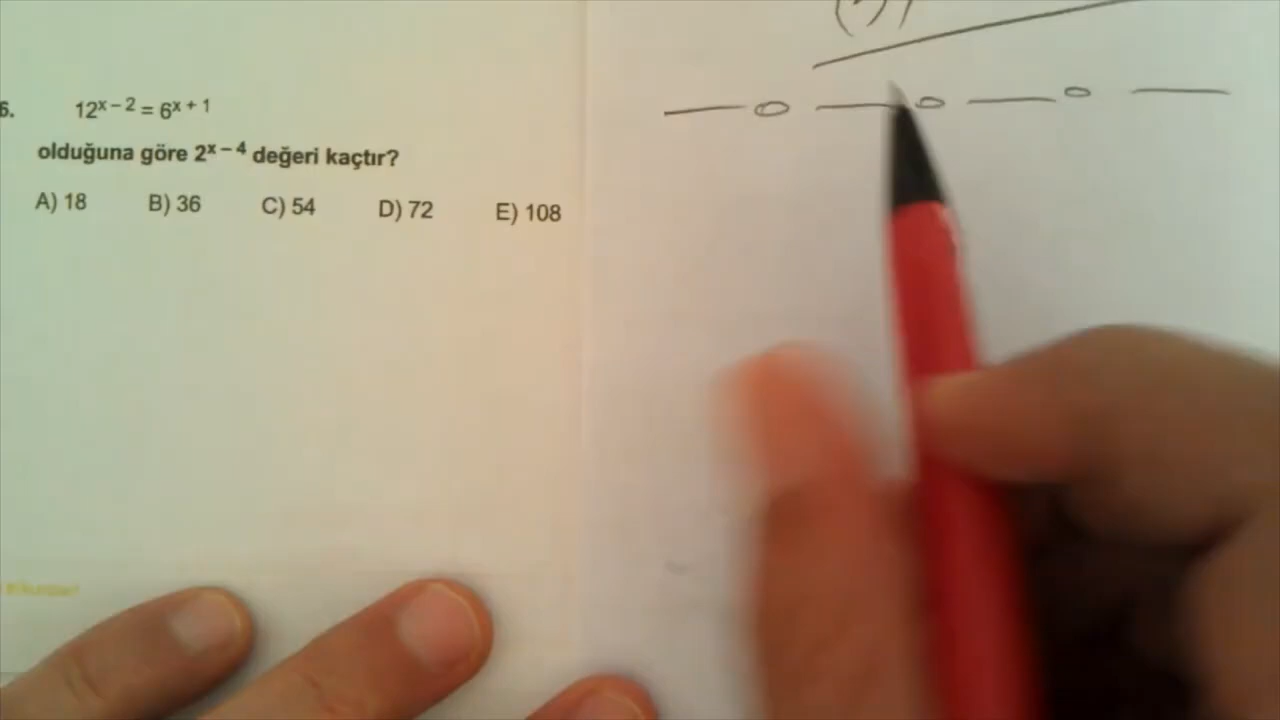 6. 12^x – 2 = 6^x + 1
olduğuna göre 2^x – 4 değeri kaçtır?
A) 18 B) 36 C) 54 D) 72 E) 108